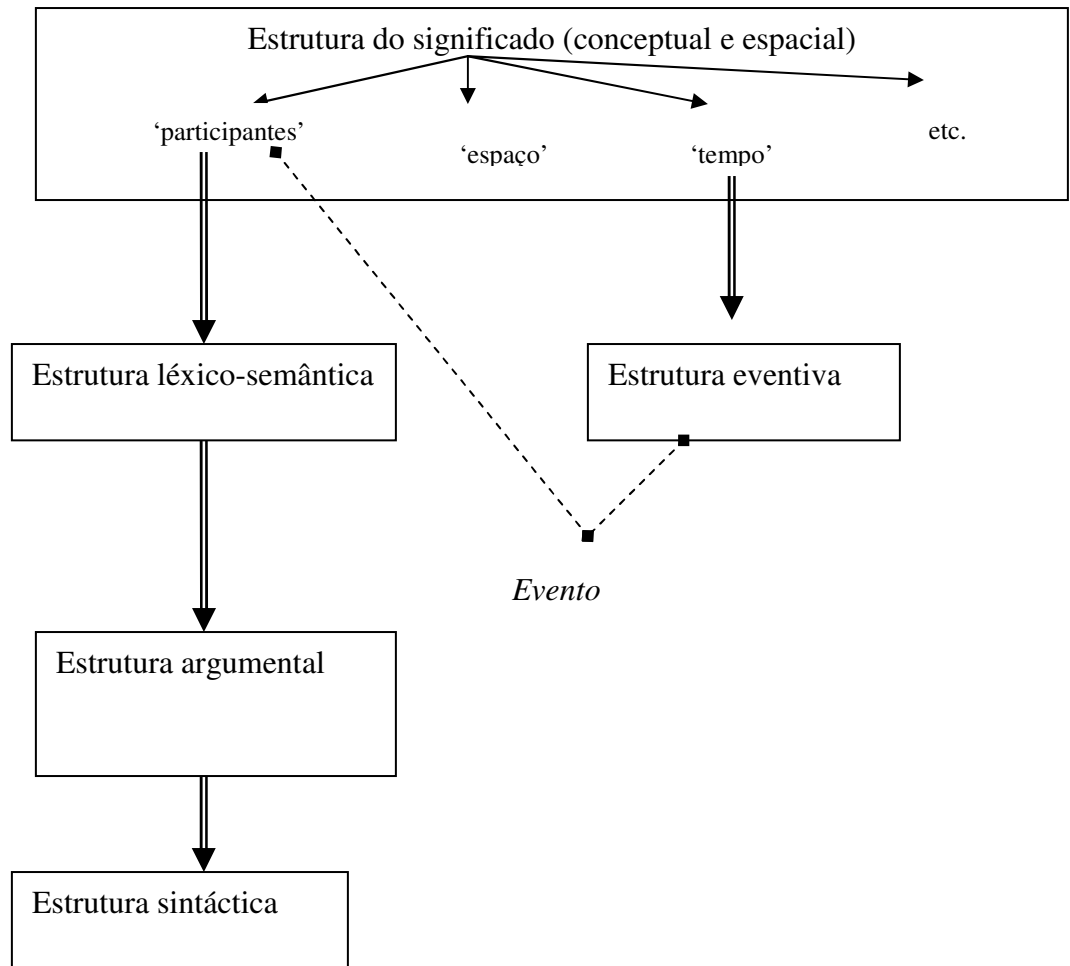 Estrutura do significado (conceptual e espacial)
‘participantes’
‘espaço’
‘tempo’
etc.
Estrutura léxico-semântica
Estrutura eventiva
Evento
Estrutura argumental
Estrutura sintáctica